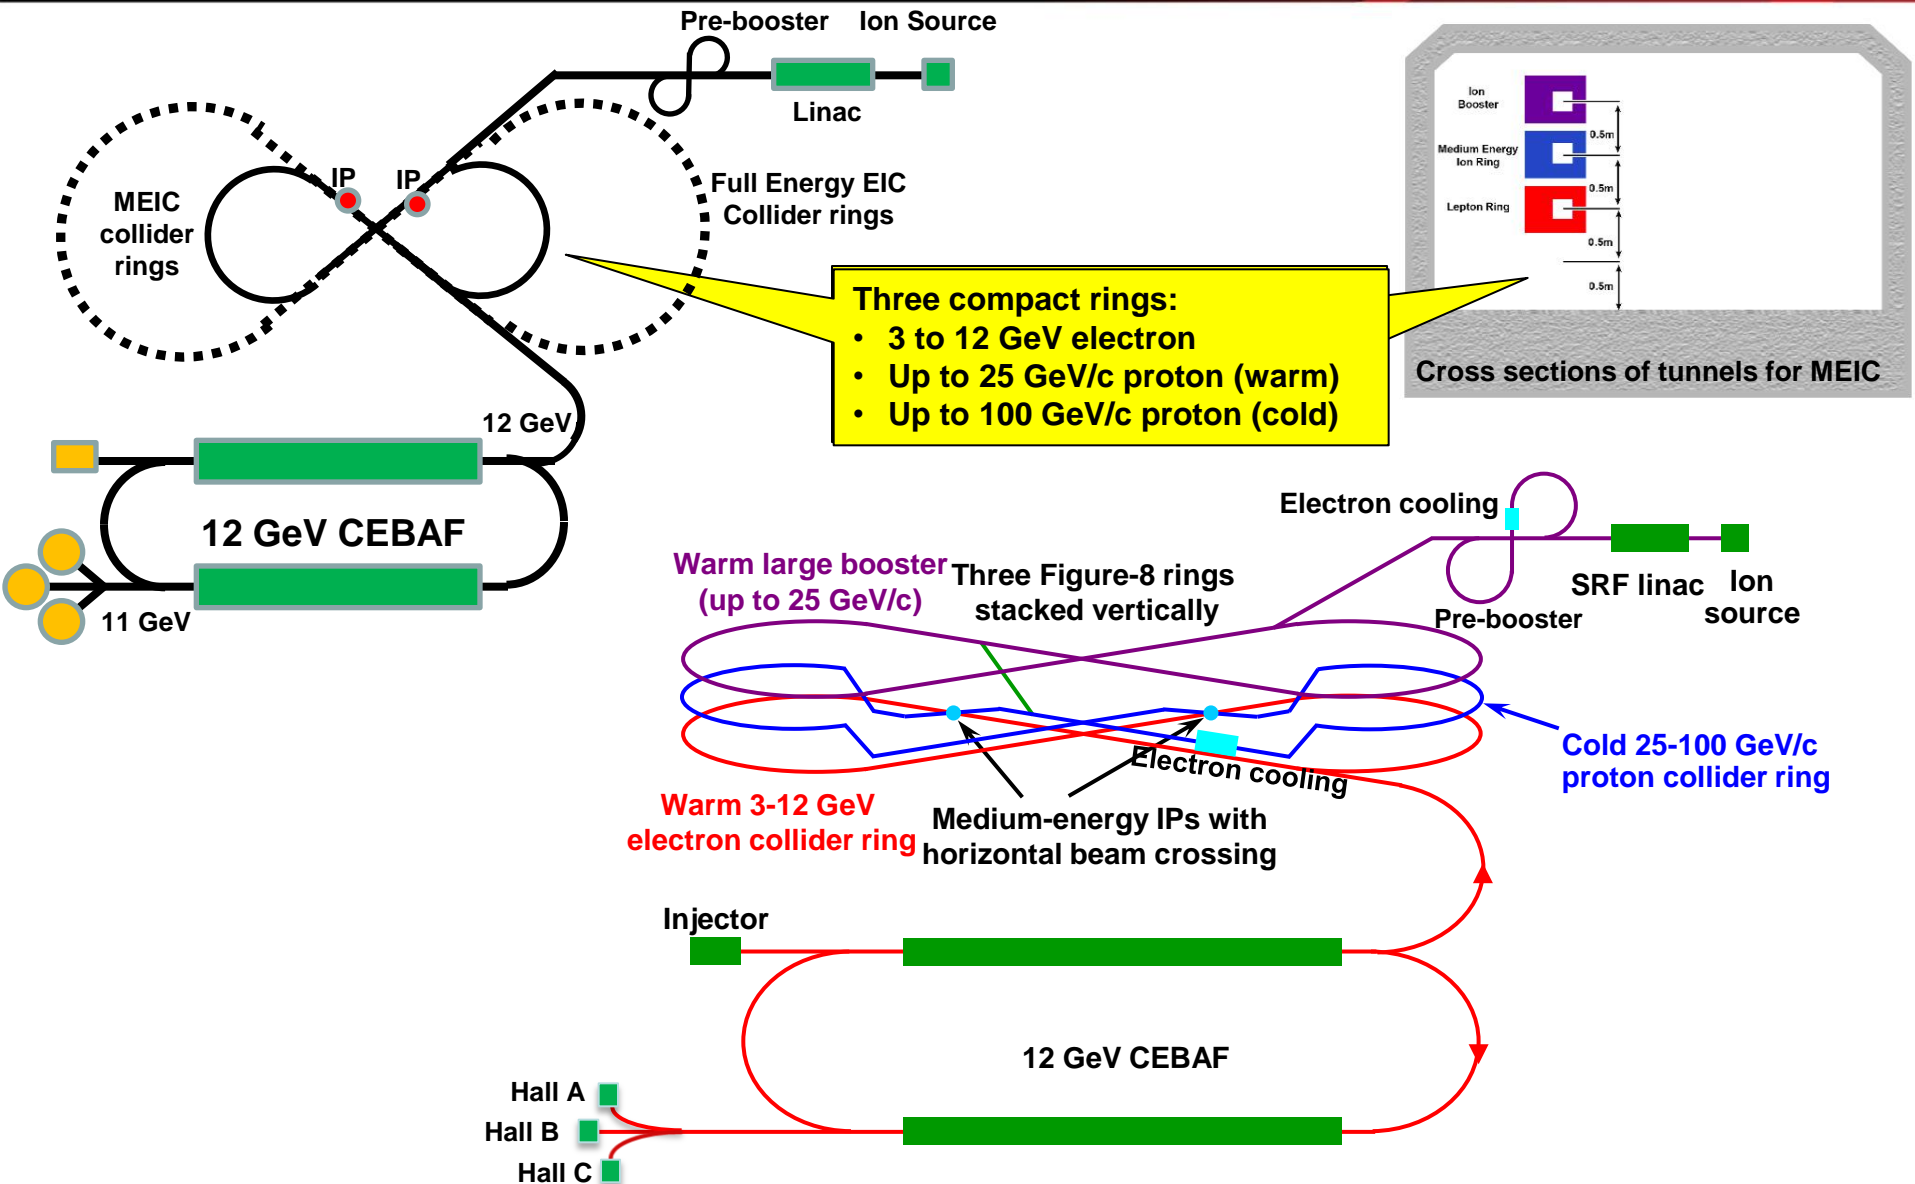 Pre-booster
Ion Source
Linac
IP
IP
MEIC
collider
rings
Full Energy EIC
Collider rings
Ion
Booster
Medium Energy
Ion Ring
Lepton Ring
0.5m
0.5m
0.5m
0.5m
Cross sections of tunnels for MEIC
Three compact rings:
• 3 to 12 GeV electron
• Up to 25 GeV/c proton (warm)
• Up to 100 GeV/c proton (cold)
12 GeV
12 GeV CEBAF
11 GeV
Electron cooling
Pre-booster
SRF linac
Ion
source
Warm large booster
(up to 25 GeV/c)
Three Figure-8 rings
stacked vertically
Cold 25-100 GeV/c
proton collider ring
Electron cooling
Warm 3-12 GeV
electron collider ring
Medium-energy IPs with
horizontal beam crossing
Injector
12 GeV CEBAF
Hall A
Hall B
Hall C